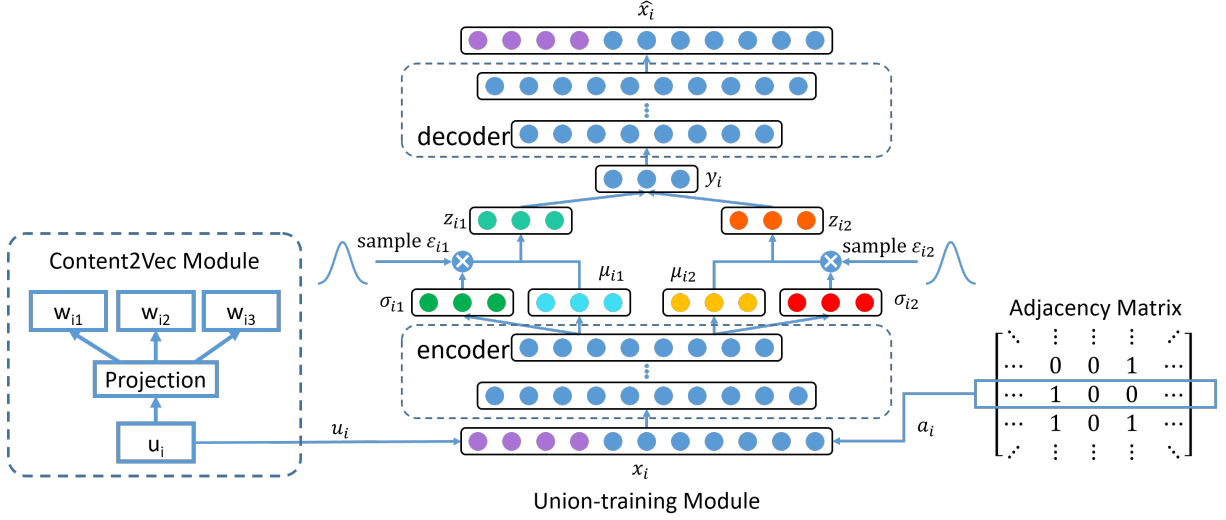 x̂ᵢ
decoder
yᵢ
zᵢ₁
zᵢ₂
sample εᵢ₁
sample εᵢ₂
Content2Vec Module
μᵢ₁
μᵢ₂
σᵢ₁
σᵢ₂
wᵢ₁ wᵢ₂ wᵢ₃
Adjacency Matrix
encoder
⋱ ⋮ ⋮ ⋮ ⋰
⋯ 0 0 1 ⋯
⋯ 1 0 0 ⋯
⋯ 1 0 1 ⋯
⋰ ⋮ ⋮ ⋮ ⋱
Projection
uᵢ
uᵢ
aᵢ
xᵢ
Union-training Module